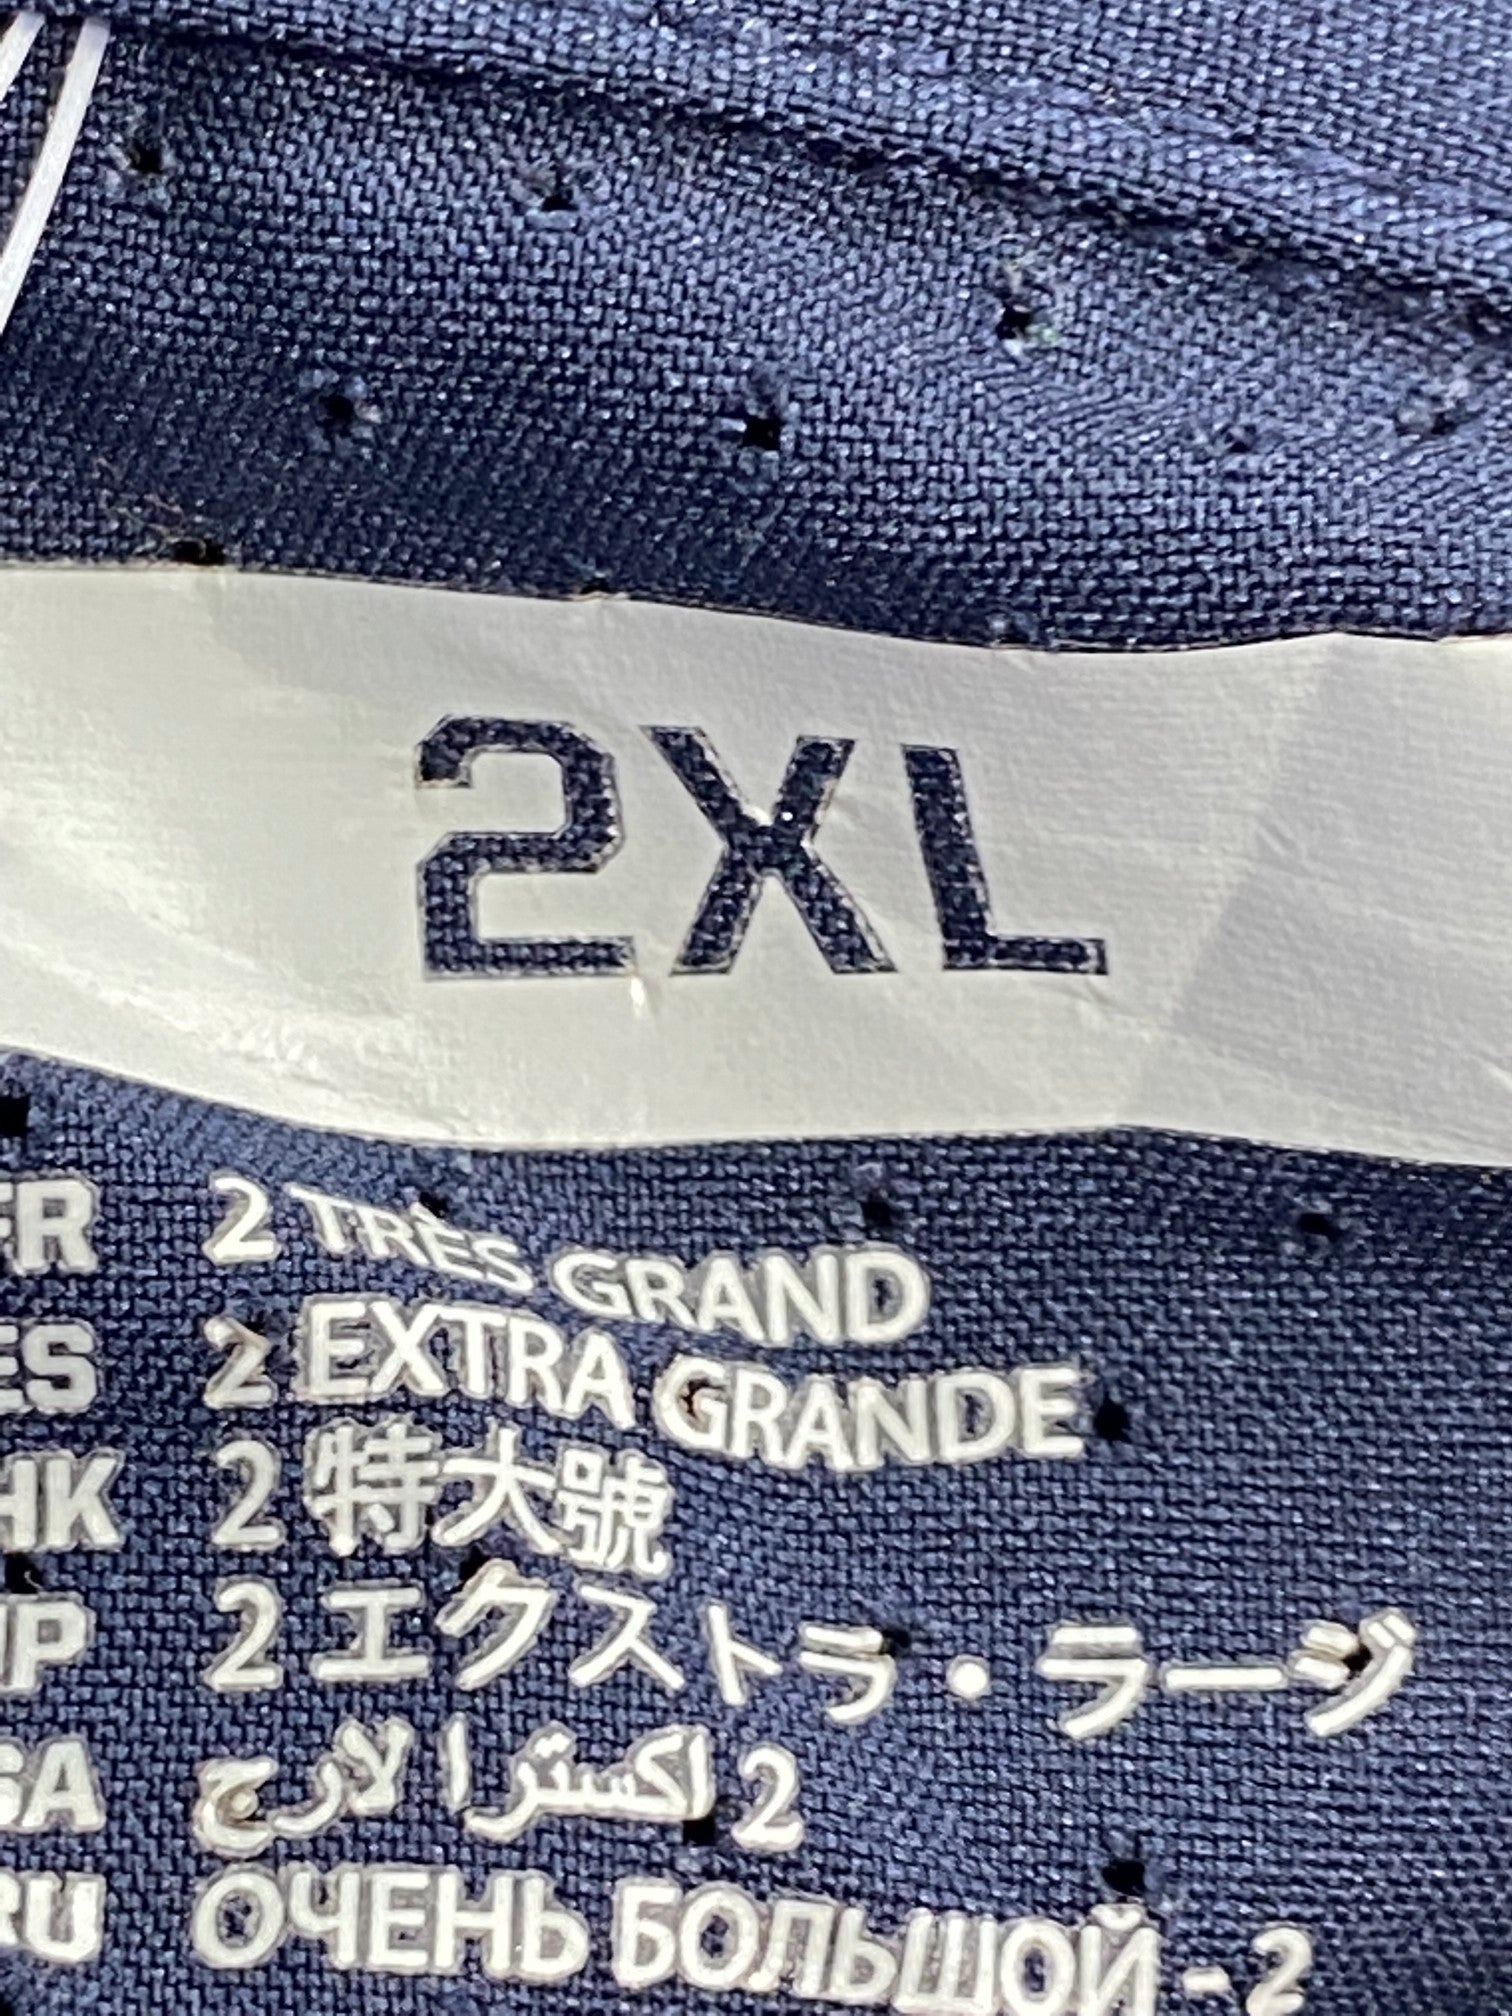 2XL
FR 2 TRÈS GRAND
ES 2 EXTRA GRANDE
HK 2 特大號
JP 2 エクストラ・ラージ
SA 2 اكسترا لارج
RU ОЧЕНЬ БОЛЬШОЙ - 2